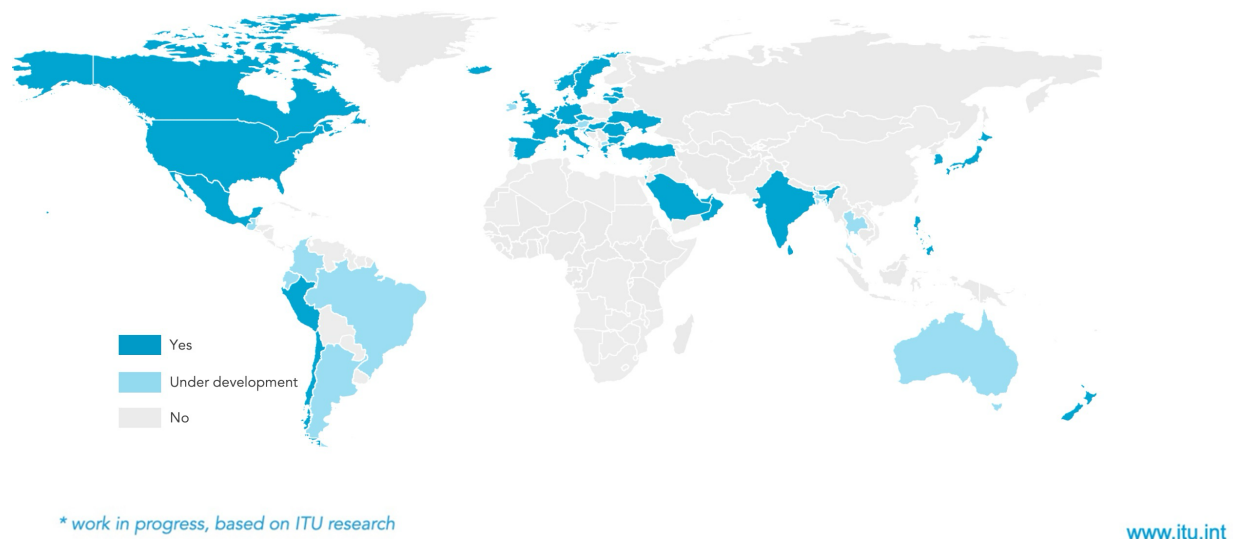 Yes
Under development
No
* work in progress, based on ITU research
www.itu.int